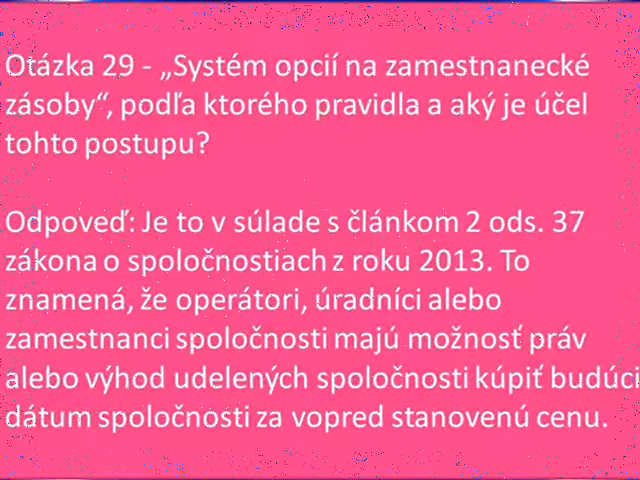 Otázka 29 - „Systém opcií na zamestnanecké
zásoby“, podľa ktorého pravidla a aký je účel
tohto postupu?
Odpoveď: Je to v súlade s článkom 2 ods. 37
zákona o spoločnostiach z roku 2013. To
znamená, že operátori, úradníci alebo
zamestnanci spoločnosti majú možnosť práv
alebo výhod udelených spoločnosti kúpiť budúci
dátum spoločnosti za vopred stanovenú cenu.